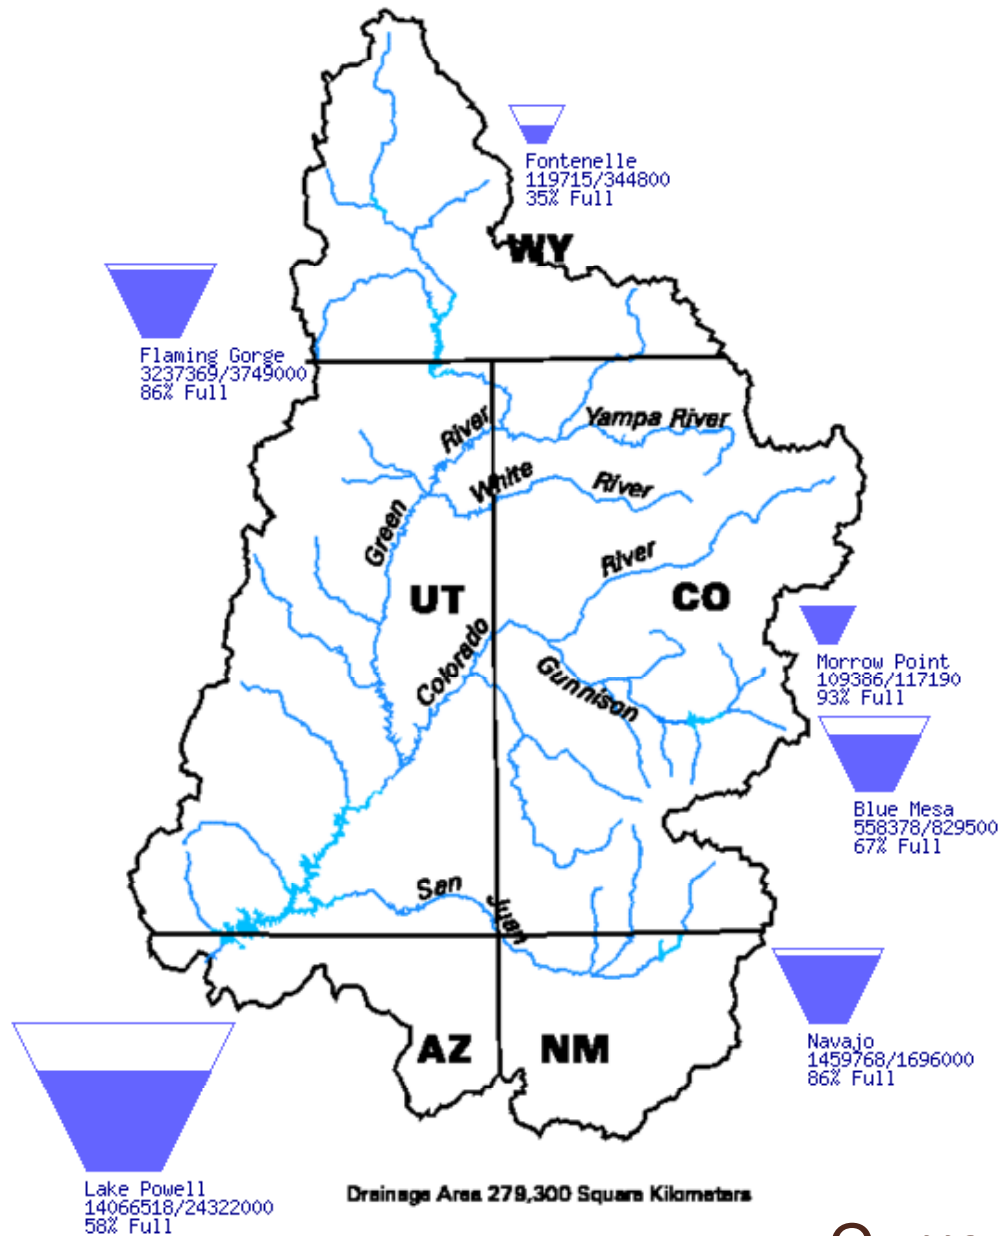 Fontenelle
119715/344800
35% Full
WY
Flaming Gorge
3237369/3749000
86% Full
Yampa River
Green River
White River
River
UT
CO
Colorado
Gunnison
Morrow Point
109386/117190
93% Full
Blue Mesa
558378/829500
67% Full
San Juan
Navajo
1459768/1696000
86% Full
AZ
NM
Lake Powell
14066518/24322000
58% Full
Drainage Area 279,300 Square Kilometers